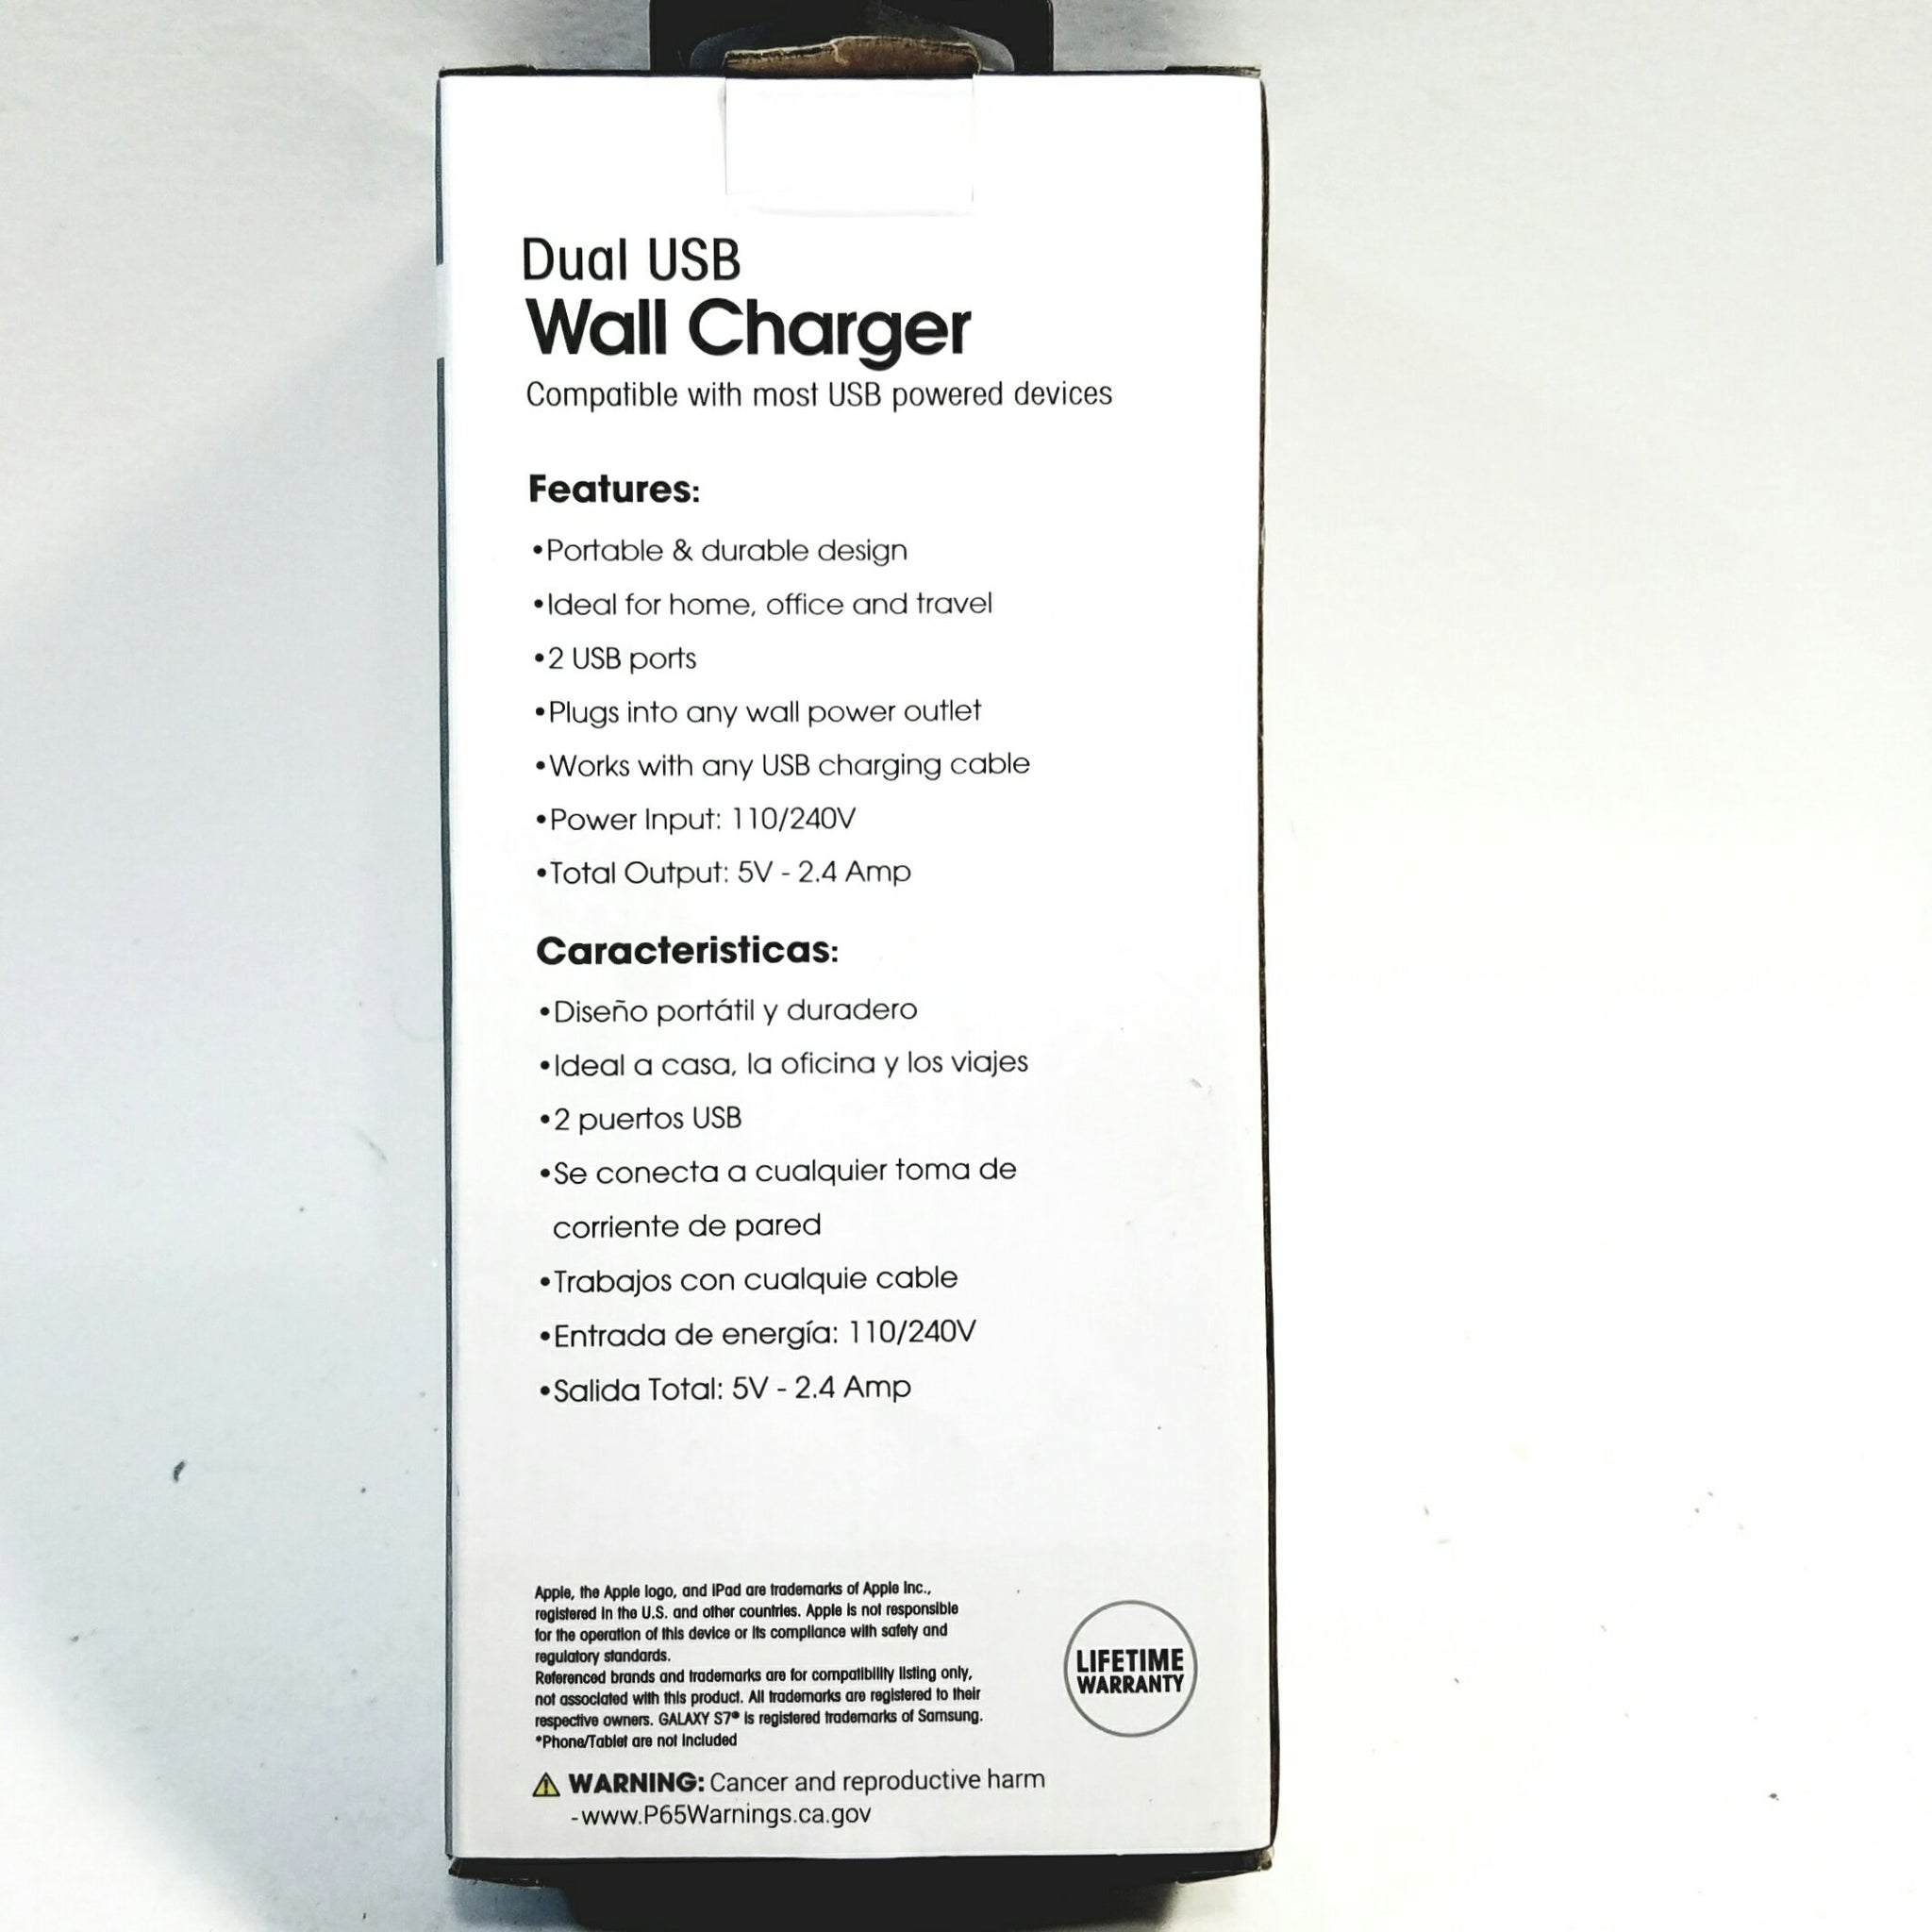 Dual USB
Wall Charger
Compatible with most USB powered devices
Features:
•Portable & durable design
•Ideal for home, office and travel
•2 USB ports
•Plugs into any wall power outlet
•Works with any USB charging cable
•Power Input: 110/240V
•Total Output: 5V - 2.4 Amp
Caracteristicas:
•Diseño portátil y duradero
•Ideal a casa, la oficina y los viajes
•2 puertos USB
•Se conecta a cualquier toma de
corriente de pared
•Trabajos con cualquie cable
•Entrada de energía: 110/240V
•Salida Total: 5V - 2.4 Amp
Apple, the Apple logo, and iPad are trademarks of Apple Inc.,
registered in the U.S. and other countries. Apple is not responsible
for the operation of this device or its compliance with safety and
regulatory standards.
Referenced brands and trademarks are for compatibility listing only,
not associated with this product. All trademarks are registered to their
respective owners. GALAXY S7® is registered trademarks of Samsung.
*Phone/Tablet are not included
LIFETIME
WARRANTY
WARNING: Cancer and reproductive harm
-www.P65Warnings.ca.gov